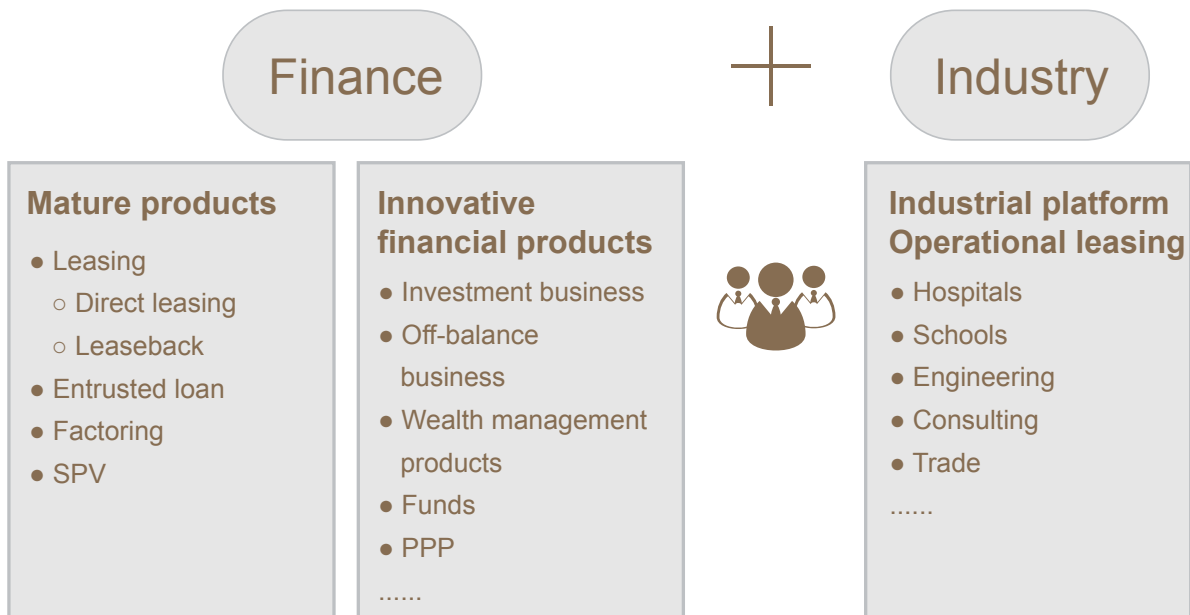 Finance
Industry
Mature products
● Leasing
○ Direct leasing
○ Leaseback
● Entrusted loan
● Factoring
● SPV
Innovative
financial products
● Investment business
● Off-balance
business
● Wealth management
products
● Funds
● PPP
......
Industrial platform
Operational leasing
● Hospitals
● Schools
● Engineering
● Consulting
● Trade
......